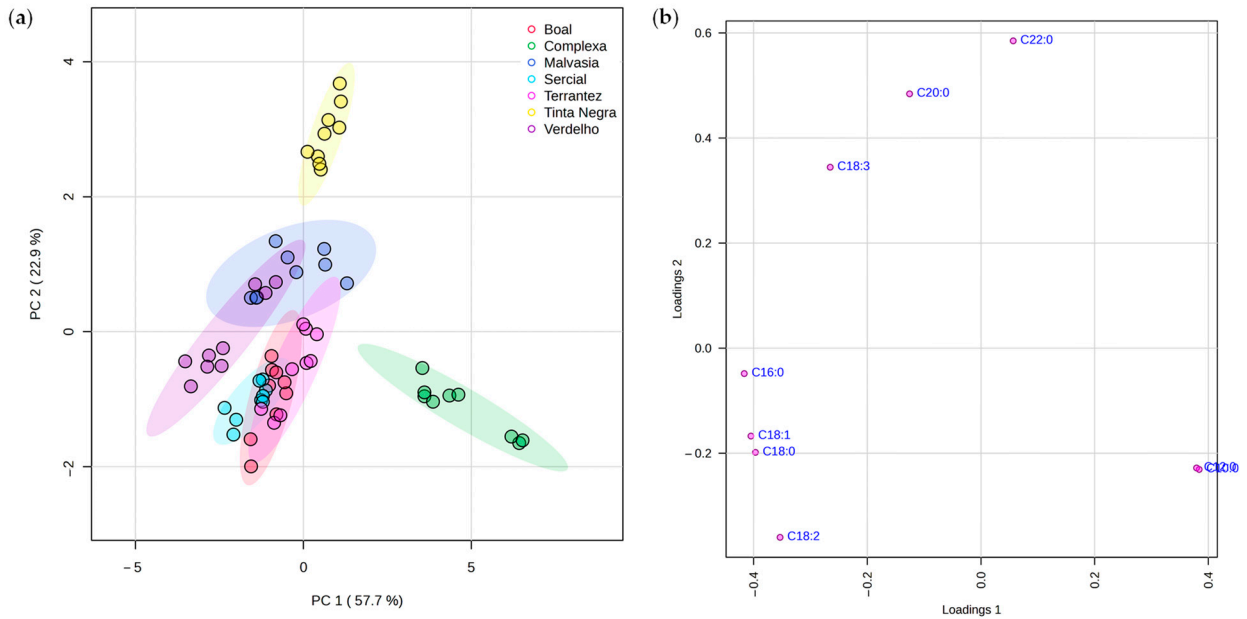 (a)
Boal
Complexa
Malvasia
Sercial
Terrantez
Tinta Negra
Verdelho
4
2
0
−2
PC 2 ( 22.9 %)
−5
0
5
PC 1 ( 57.7 %)
(b)
0.6
0.4
0.2
0.0
−0.2
Loadings 2
C22:0
C20:0
C18:3
C16:0
C18:1
C18:0
C18:2
−0.4
−0.2
0.0
0.2
0.4
Loadings 1